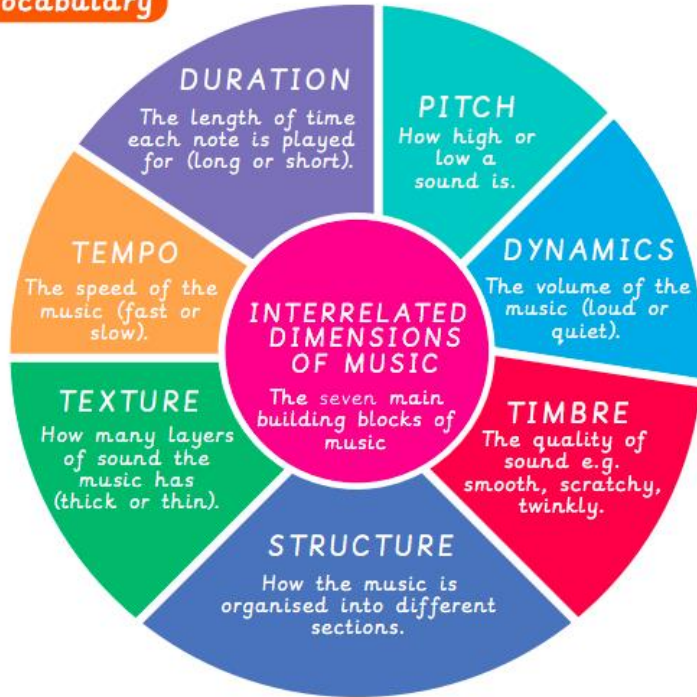 ocabulary
DURATION
The length of time
each note is played
for (long or short).
PITCH
How high or
low a
sound is.
DYNAMICS
The volume of the
music (loud or
quiet).
TIMBRE
The quality of
sound e.g.
smooth, scratchy,
twinkly.
STRUCTURE
How the music is
organised into different
sections.
TEXTURE
How many layers
of sound the
music has
(thick or thin).
TEMPO
The speed of the
music (fast or
slow).
INTERRELATED
DIMENSIONS
OF MUSIC
The seven main
building blocks of
music